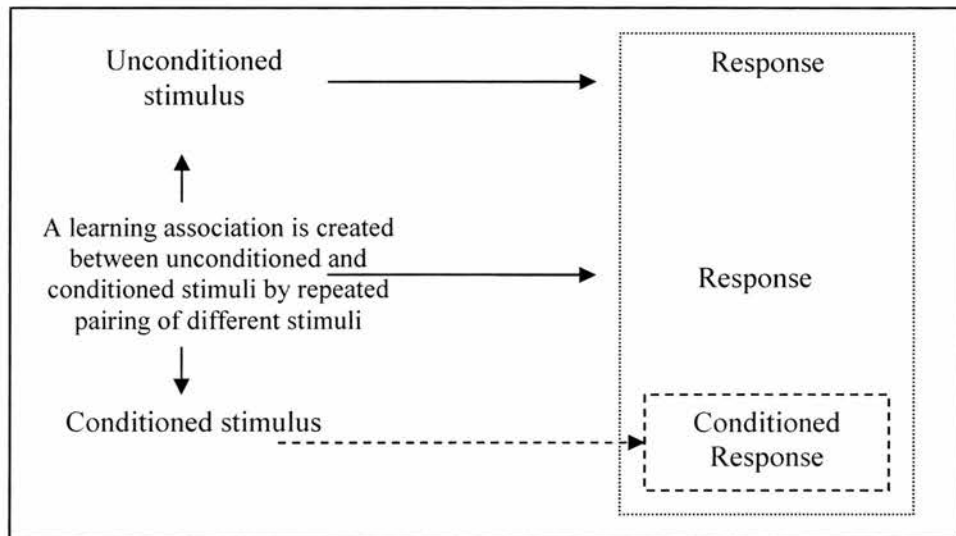 Unconditioned
stimulus
Response
A learning association is created
between unconditioned and
conditioned stimuli by repeated
pairing of different stimuli
Response
Conditioned stimulus
Conditioned
Response